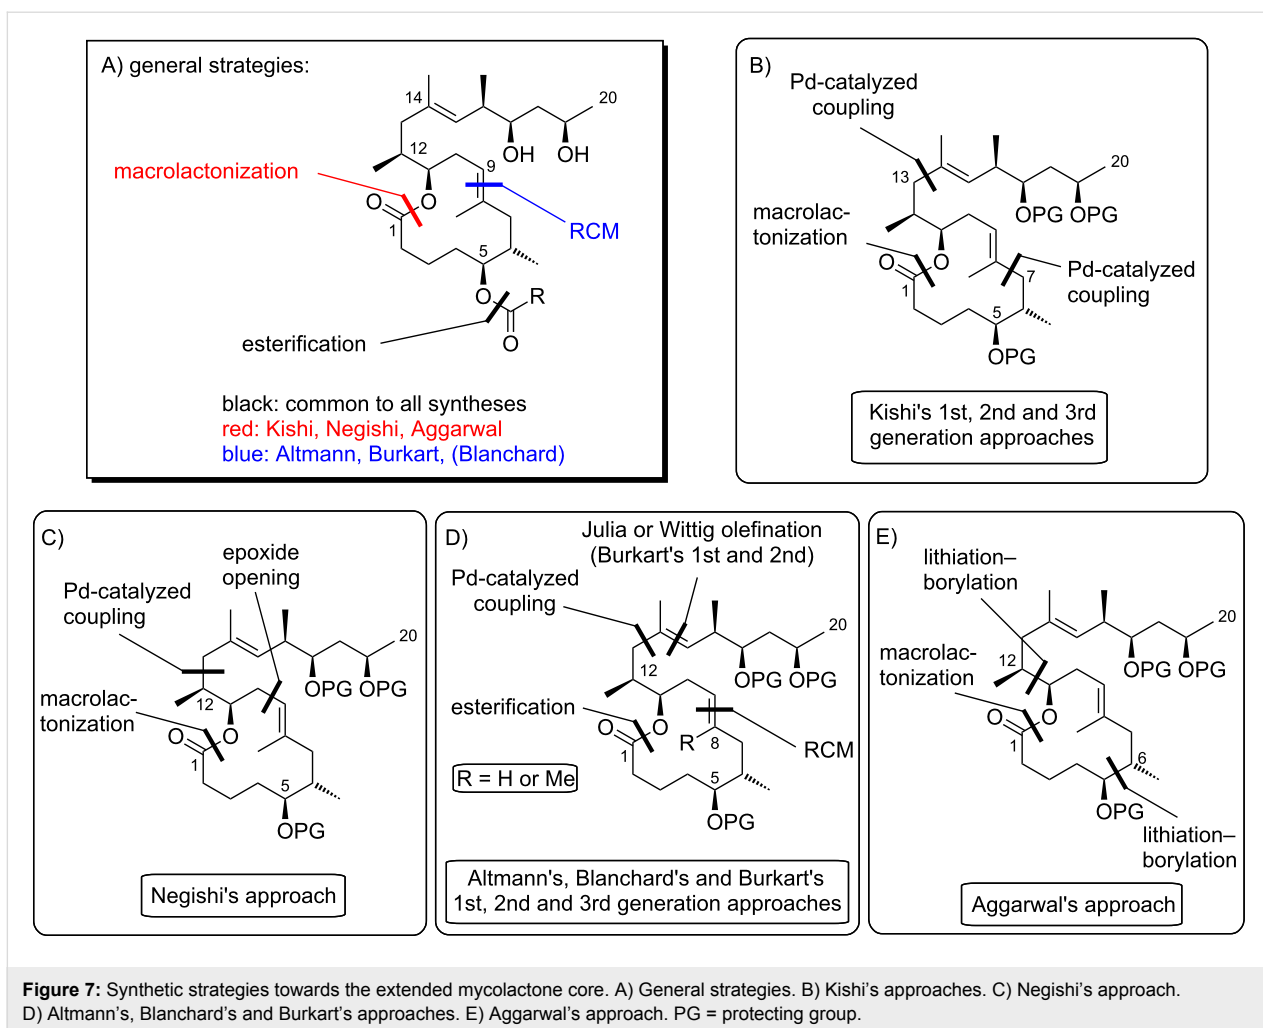 A) general strategies:
14
20
12
9
OH
OH
macrolactonization
O
O
1
RCM
5
O
R
O
esterification
black: common to all syntheses
red: Kishi, Negishi, Aggarwal
blue: Altmann, Burkart, (Blanchard)
B)
Pd-catalyzed
coupling
20
13
OPG
OPG
macrolac-
tonization
O
O
1
7
Pd-catalyzed
coupling
5
OPG
Kishi's 1st, 2nd and 3rd
generation approaches
C)
epoxide
opening
Pd-catalyzed
coupling
20
OPG
OPG
12
macrolac-
tonization
O
O
1
5
OPG
Negishi's approach
D)
Julia or Wittig olefination
(Burkart's 1st and 2nd)
Pd-catalyzed
coupling
20
12
OPG
OPG
esterification
O
O
1
R
8
RCM
R = H or Me
5
OPG
Altmann's, Blanchard's and Burkart's
1st, 2nd and 3rd generation approaches
E)
lithiation–
borylation
20
12
OPG
OPG
macrolac-
tonization
O
O
1
6
OPG
lithiation–
borylation
Aggarwal's approach
Figure 7: Synthetic strategies towards the extended mycolactone core. A) General strategies. B) Kishi's approaches. C) Negishi's approach.
D) Altmann's, Blanchard's and Burkart's approaches. E) Aggarwal's approach. PG = protecting group.